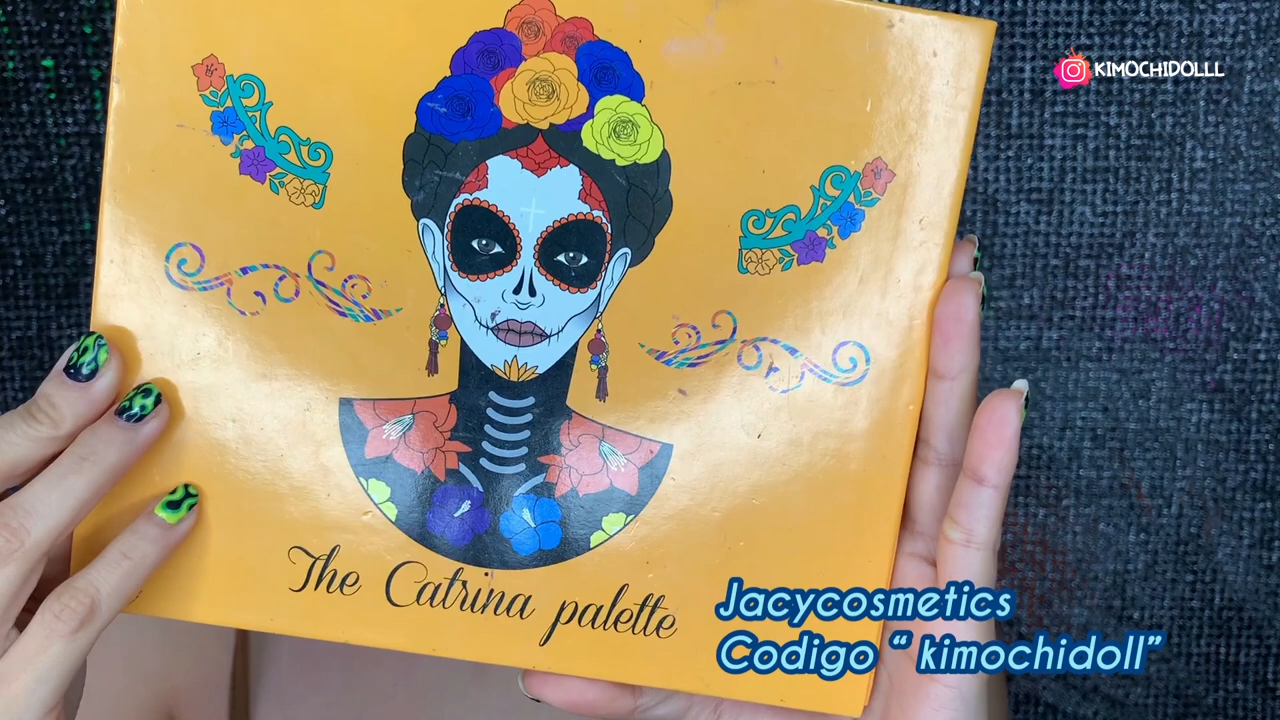 KIMOCHIDOLLL
The Catrina palette
Jacycosmetics
Codigo “ kimochidoll”